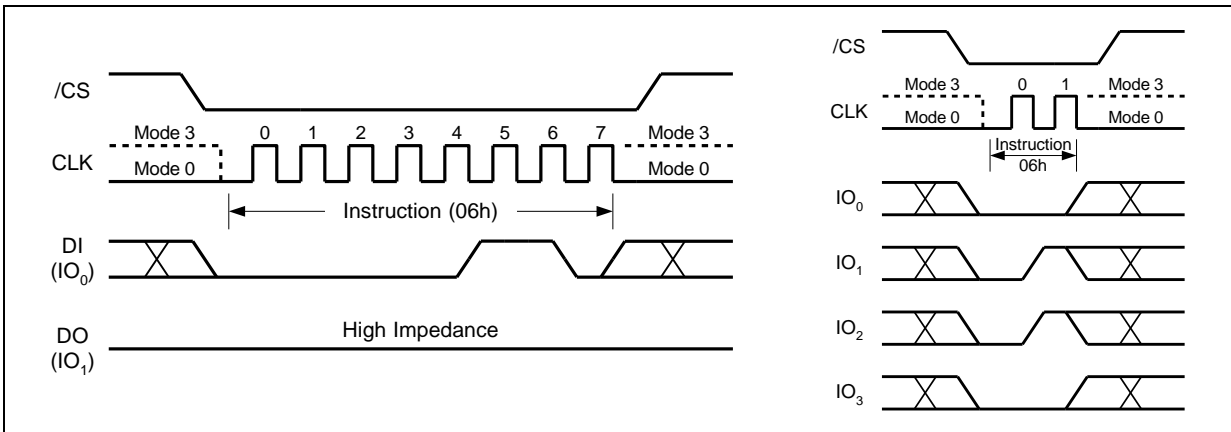 /CS
Mode 3 0 1 2 3 4 5 6 7 Mode 3
CLK Mode 0 Mode 0
Instruction (06h)
DI
(IO0)
High Impedance
DO
(IO1)
/CS
Mode 3 0 1 Mode 3
CLK Mode 0 Mode 0
Instruction
06h
IO0
IO1
IO2
IO3